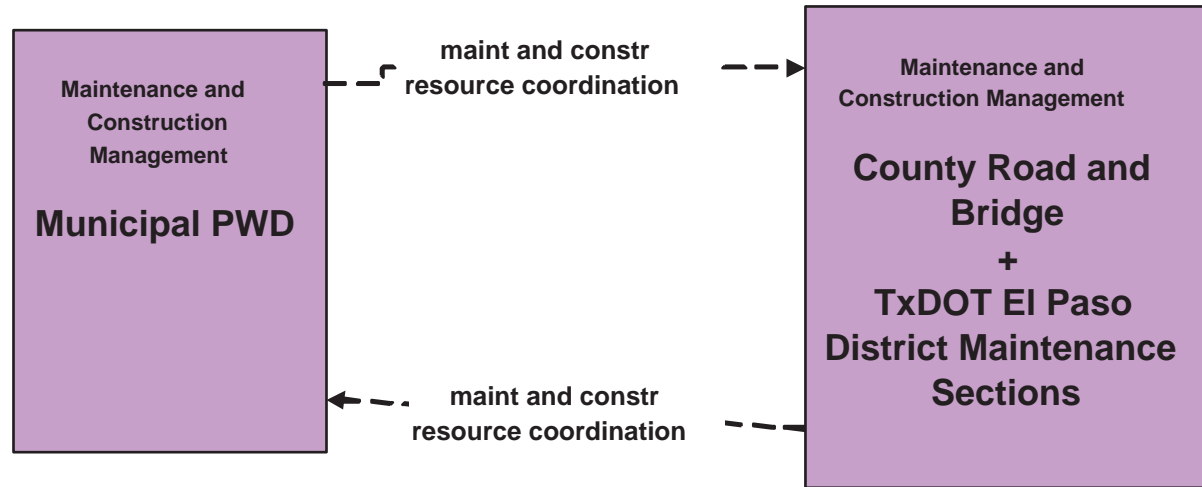 Maintenance and
Construction
Management
Municipal PWD
maint and constr
resource coordination
Maintenance and
Construction Management
County Road and
Bridge
+
TxDOT El Paso
District Maintenance
Sections
maint and constr
resource coordination